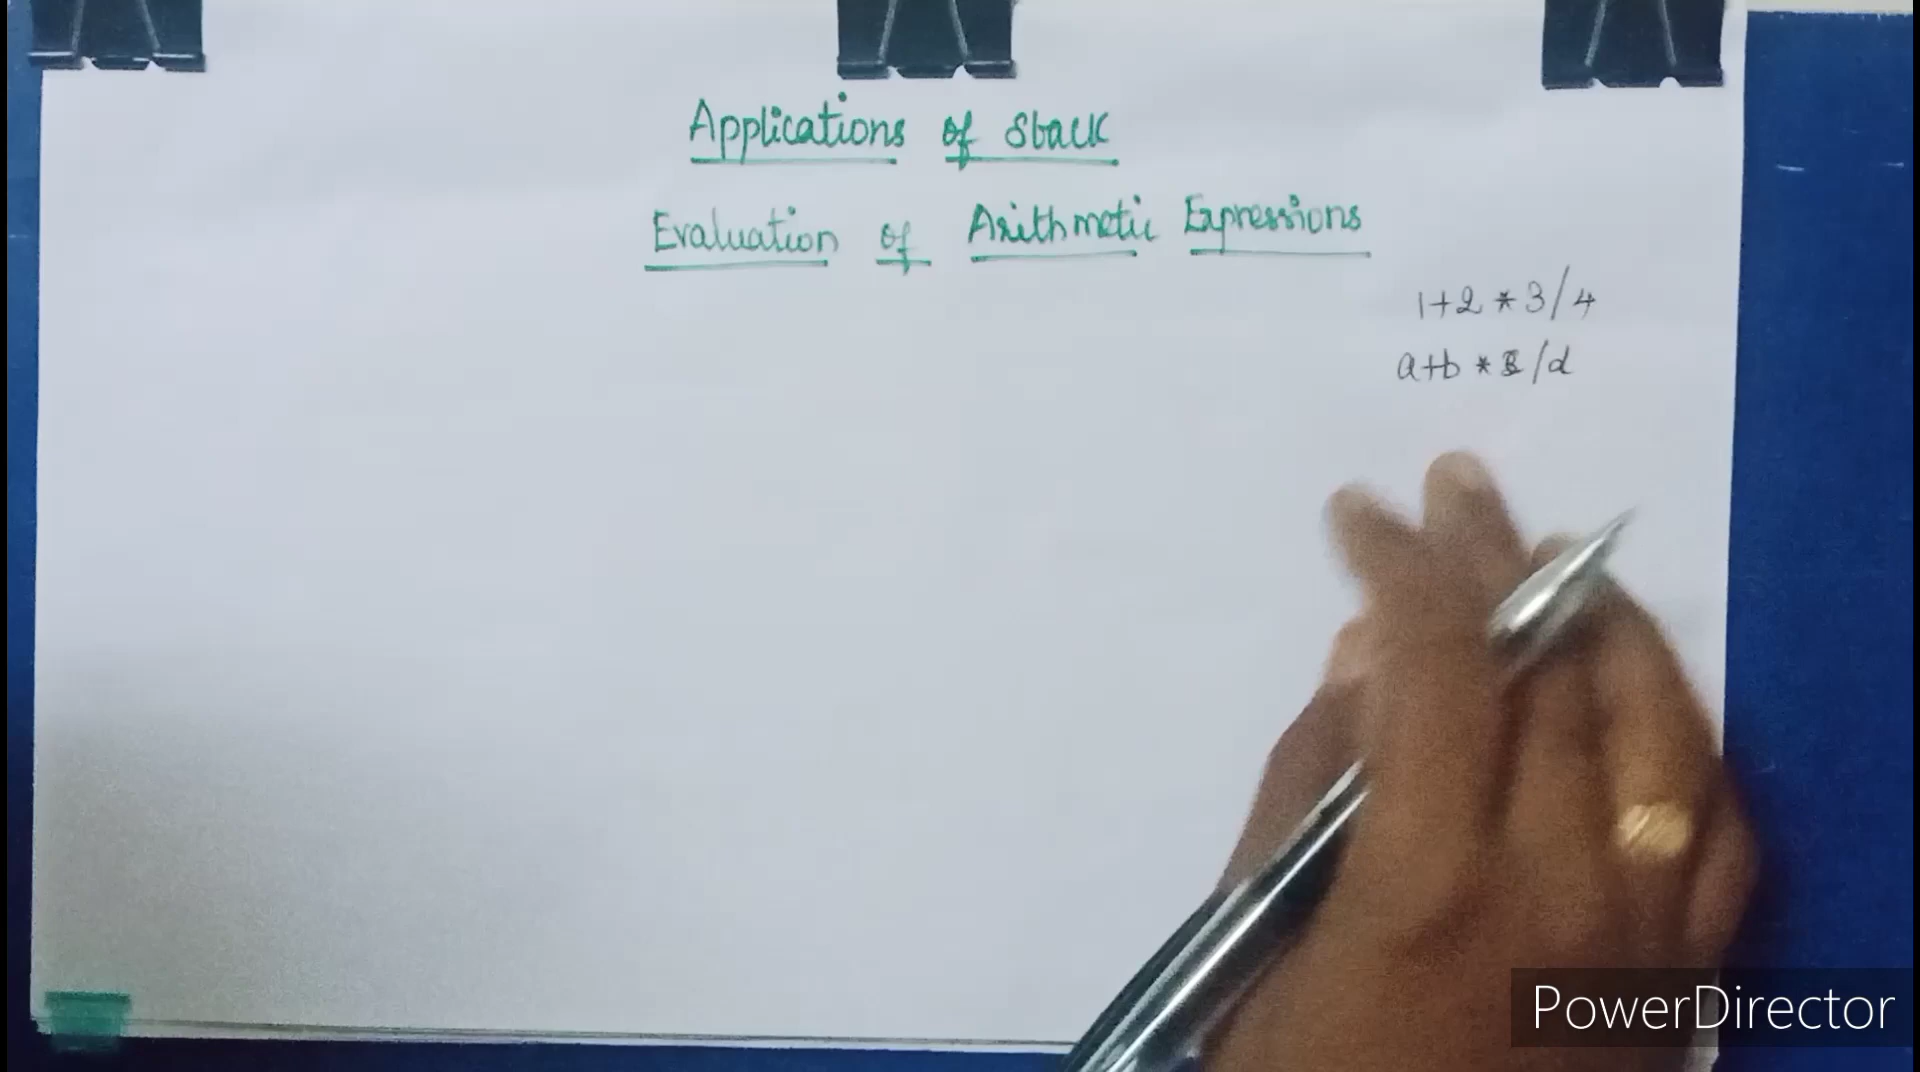 Applications of Stack
Evaluation of Arithmetic Expressions
1+2 * 3/4
a+b * /d
PowerDirector